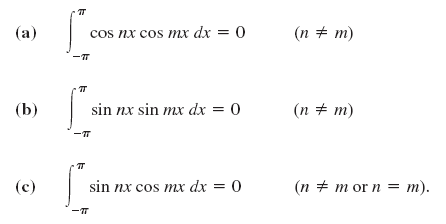 (a) ∫_{-π}^{π} cos nx cos mx dx = 0 (n ≠ m)
(b) ∫_{-π}^{π} sin nx sin mx dx = 0 (n ≠ m)
(c) ∫_{-π}^{π} sin nx cos mx dx = 0 (n ≠ m or n = m).